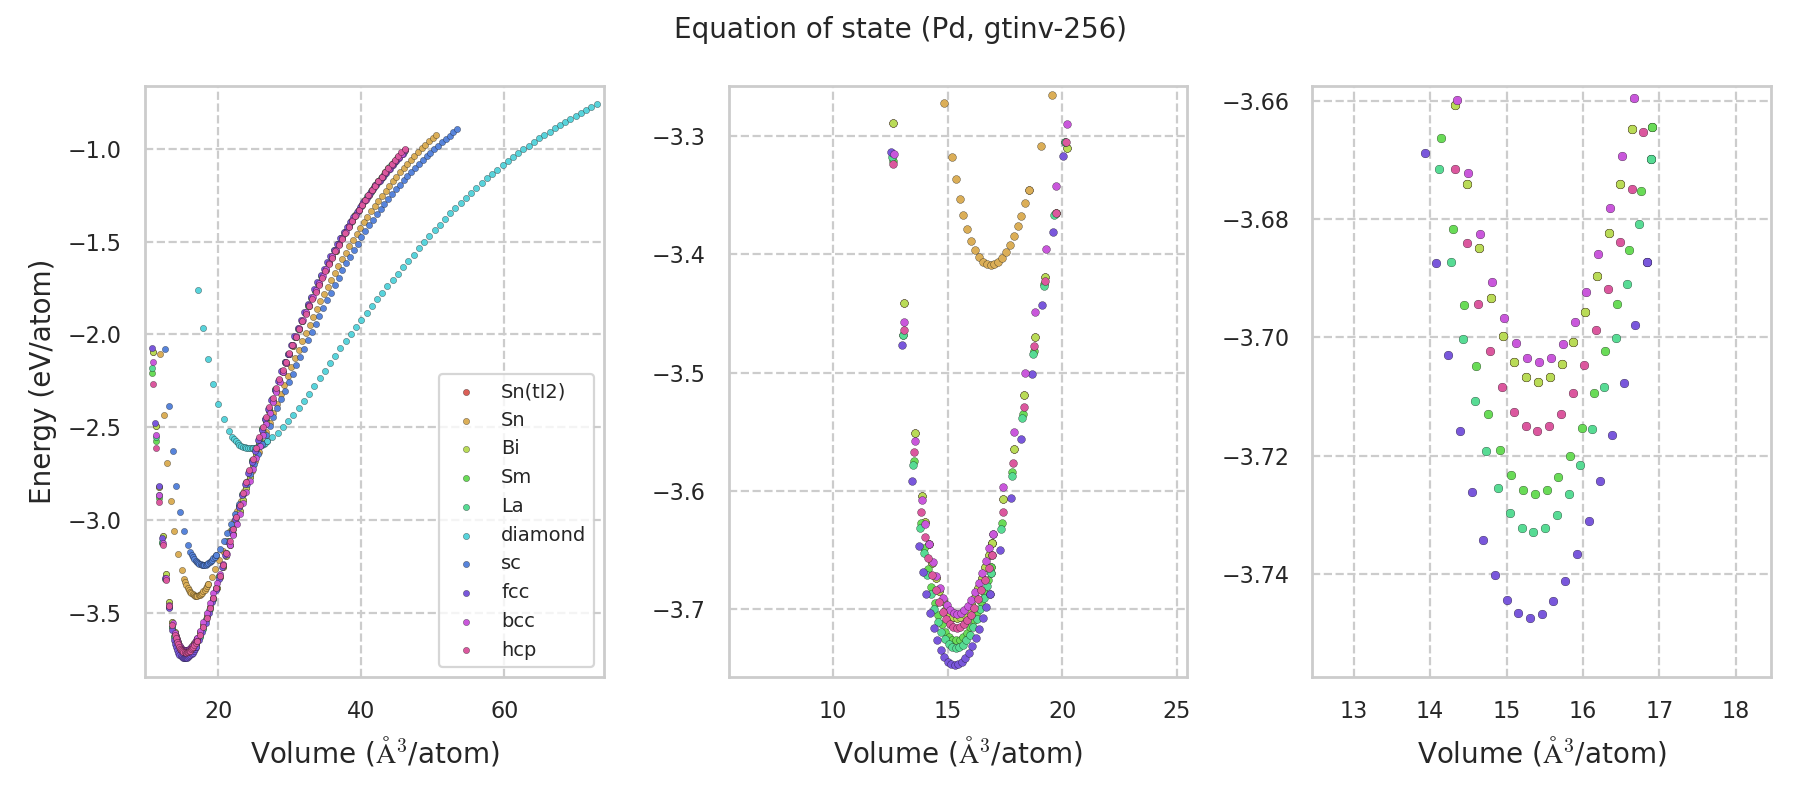 Equation of state (Pd, gtinv-256)
Energy (eV/atom)
−1.0
−1.5
−2.0
−2.5
−3.0
−3.5
20 40 60
Volume (Å³/atom)
Sn(tI2)
Sn
Bi
Sm
La
diamond
sc
fcc
bcc
hcp
−3.3
−3.4
−3.5
−3.6
−3.7
10 15 20 25
Volume (Å³/atom)
−3.66
−3.68
−3.70
−3.72
−3.74
13 14 15 16 17 18
Volume (Å³/atom)